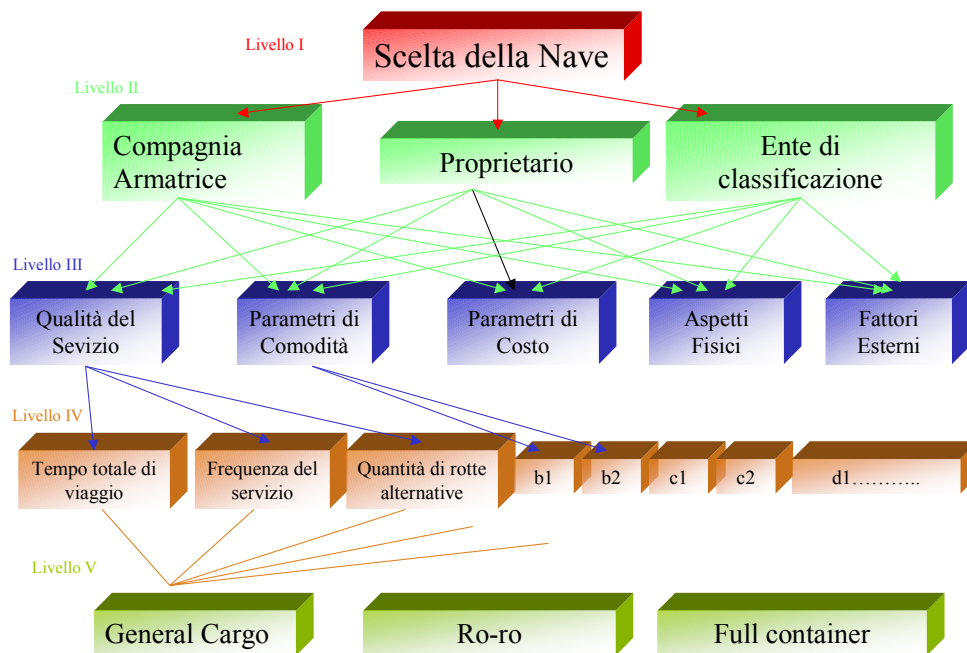 Livello I
Scelta della Nave
Livello II
Compagnia
Armatrice
Proprietario
Ente di
classificazione
Livello III
Qualità del
Sevizio
Parametri di
Comodità
Parametri di
Costo
Aspetti
Fisici
Fattori
Esterni
Livello IV
Tempo totale di
viaggio
Frequenza del
servizio
Quantità di rotte
alternative
b1
b2
c1
c2
d1………..
Livello V
General Cargo
Ro-ro
Full container